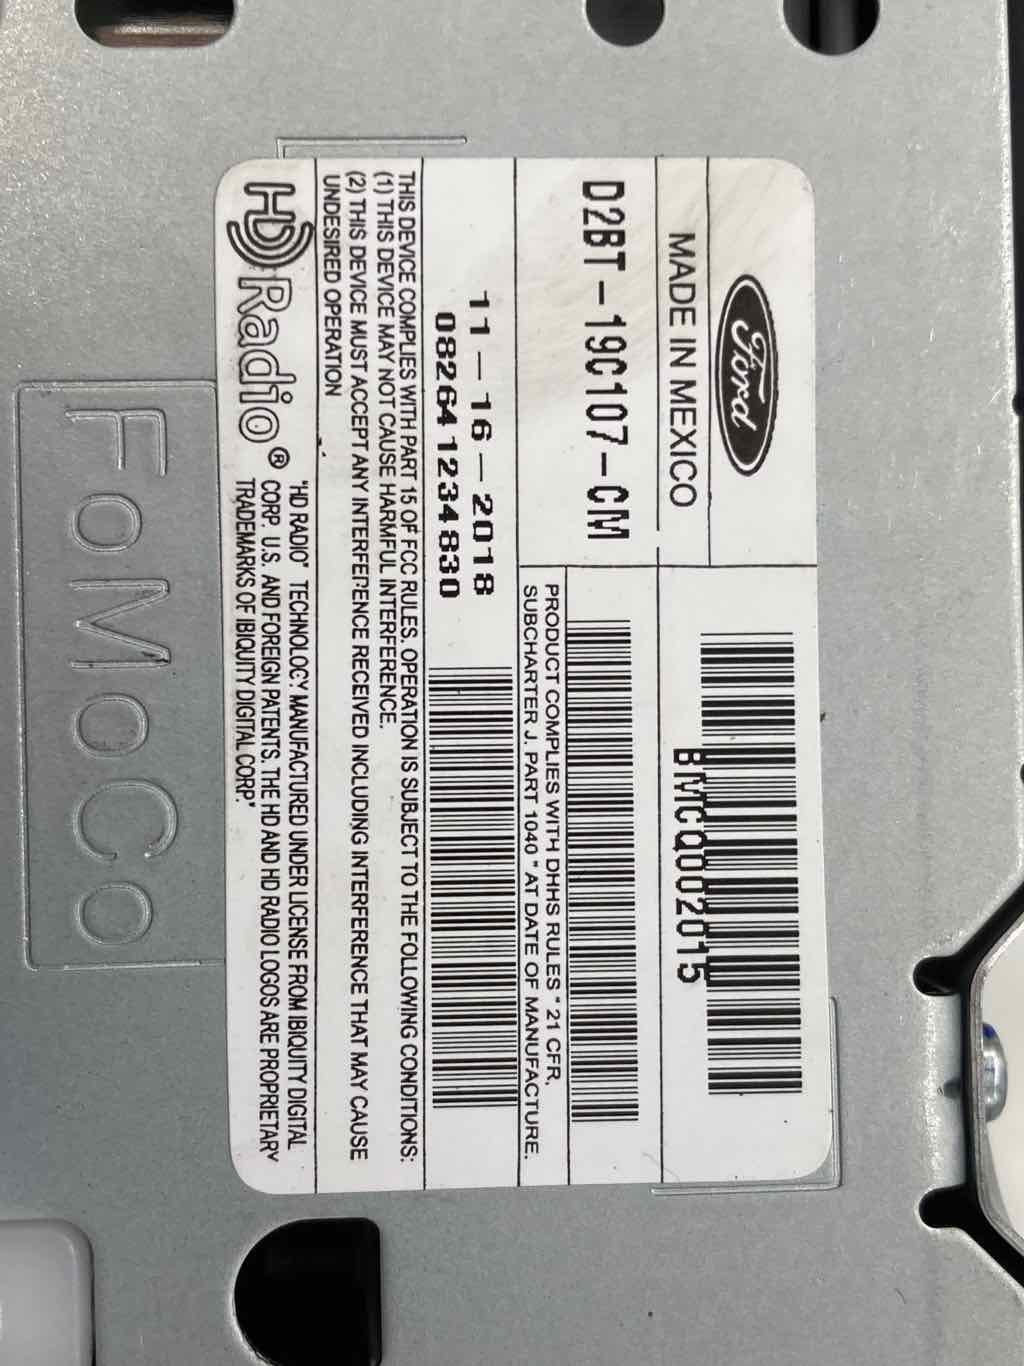 Ford
MADE IN MEXICO
BMCQ002015
D2BT-19C107-CM
PRODUCT COMPLIES WITH DHHS RULES "21 CFR,
SUBCHARTER J. PART 1040" AT DATE OF MANUFACTURE.
11-16-2018
082641234830
THIS DEVICE COMPLIES WITH PART 15 OF FCC RULES. OPERATION IS SUBJECT TO THE FOLLOWING CONDITIONS:
(1) THIS DEVICE MAY NOT CAUSE HARMFUL INTERFERENCE.
(2) THIS DEVICE MUST ACCEPT ANY INTERFERENCE RECEIVED INCLUDING INTERFERENCE THAT MAY CAUSE
UNDESIRED OPERATION
HD Radio®
"HD RADIO" TECHNOLOGY MANUFACTURED UNDER LICENSE FROM IBIQUITY DIGITAL
CORP. U.S. AND FOREIGN PATENTS. THE HD AND HD RADIO LOGOS ARE PROPRIETARY
TRADEMARKS OF IBIQUITY DIGITAL CORP."
FoMoCo